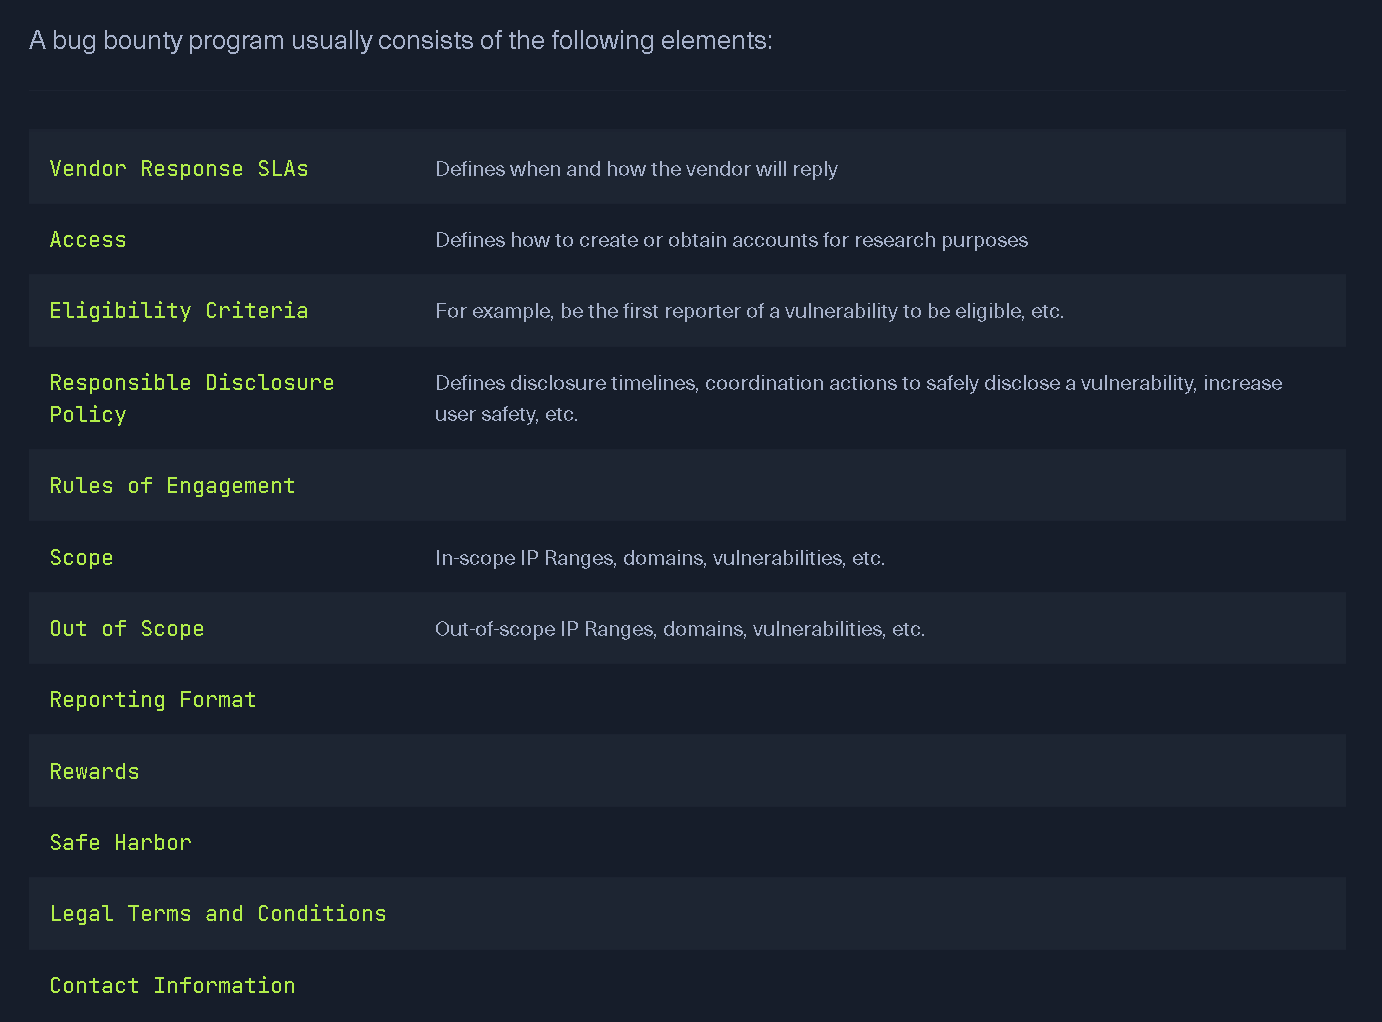 A bug bounty program usually consists of the following elements:
Vendor Response SLAs
Defines when and how the vendor will reply
Access
Defines how to create or obtain accounts for research purposes
Eligibility Criteria
For example, be the first reporter of a vulnerability to be eligible, etc.
Responsible Disclosure
Policy
Defines disclosure timelines, coordination actions to safely disclose a vulnerability, increase
user safety, etc.
Rules of Engagement
Scope
In-scope IP Ranges, domains, vulnerabilities, etc.
Out of Scope
Out-of-scope IP Ranges, domains, vulnerabilities, etc.
Reporting Format
Rewards
Safe Harbor
Legal Terms and Conditions
Contact Information